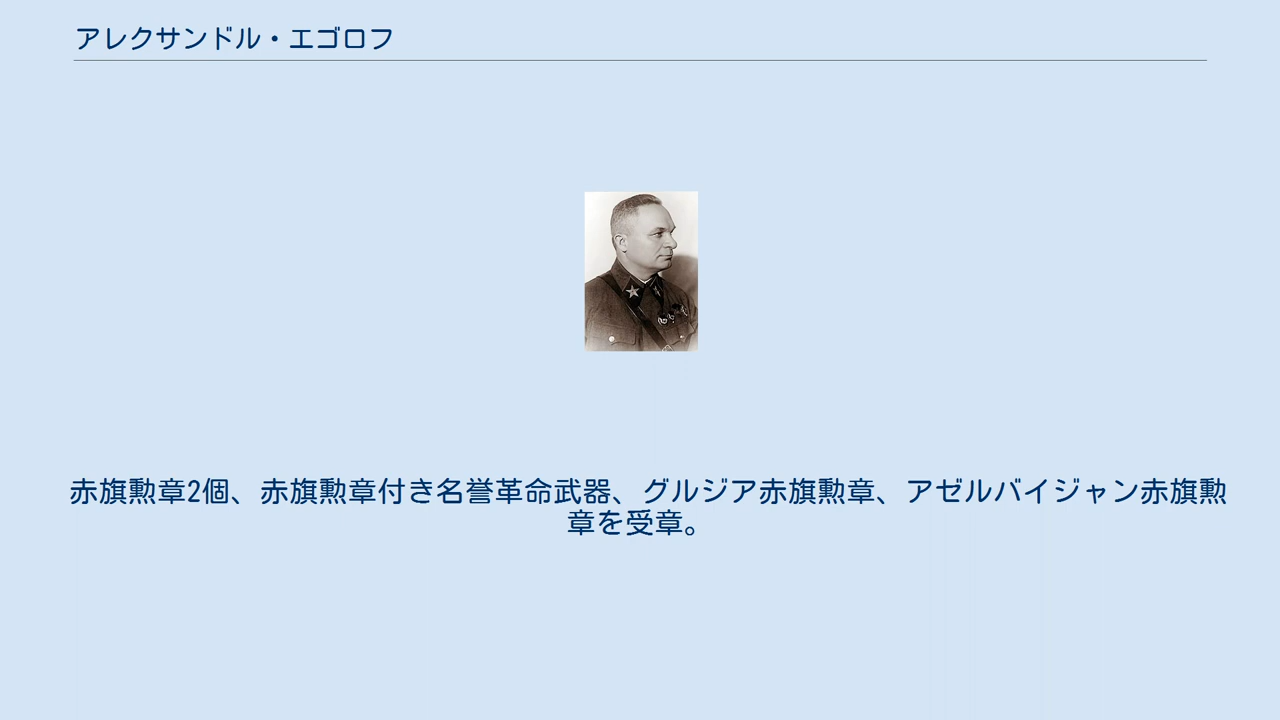 アレクサンドル・エゴロフ
赤旗勲章2個、赤旗勲章付き名誉革命武器、グルジア赤旗勲章、アゼルバイジャン赤旗勲
章を受章。